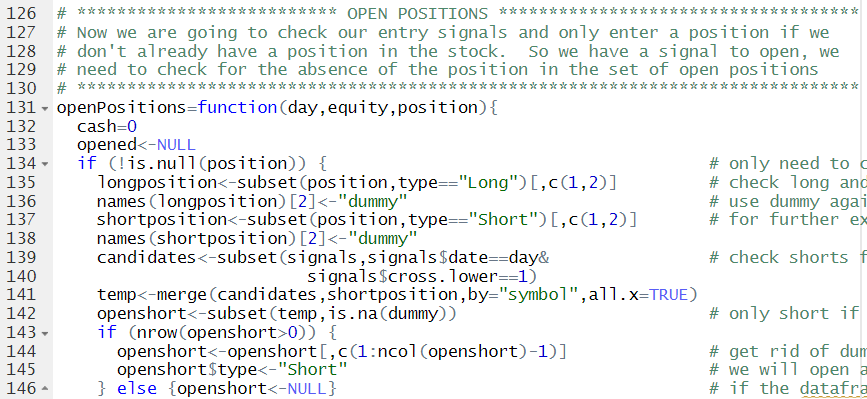 126 # ************************** OPEN POSITIONS ************************************
127 # Now we are going to check our entry signals and only enter a position if we
128 # don't already have a position in the stock.  So we have a signal to open, we
129 # need to check for the absence of the position in the set of open positions
130 # ******************************************************************************
131 openPositions=function(day,equity,position){
132   cash=0
133   opened<-NULL
134   if (!is.null(position)) {                                      # only need to c
135     longposition<-subset(position,type=="Long")[,c(1,2)]         # check long and
136     names(longposition)[2]<-"dummy"                              # use dummy agai
137     shortposition<-subset(position,type=="Short")[,c(1,2)]       # for further ex
138     names(shortposition)[2]<-"dummy"
139     candidates<-subset(signals,signals$date==day&                # check shorts f
140                          signals$cross.lower==1)
141     temp<-merge(candidates,shortposition,by="symbol",all.x=TRUE)
142     openshort<-subset(temp,is.na(dummy))                         # only short if
143     if (nrow(openshort>0)) {
144       openshort<-openshort[,c(1:ncol(openshort)-1)]              # get rid of dum
145       openshort$type<-"Short"                                    # we will open a
146     } else {openshort<-NULL}                                     # if the datafra